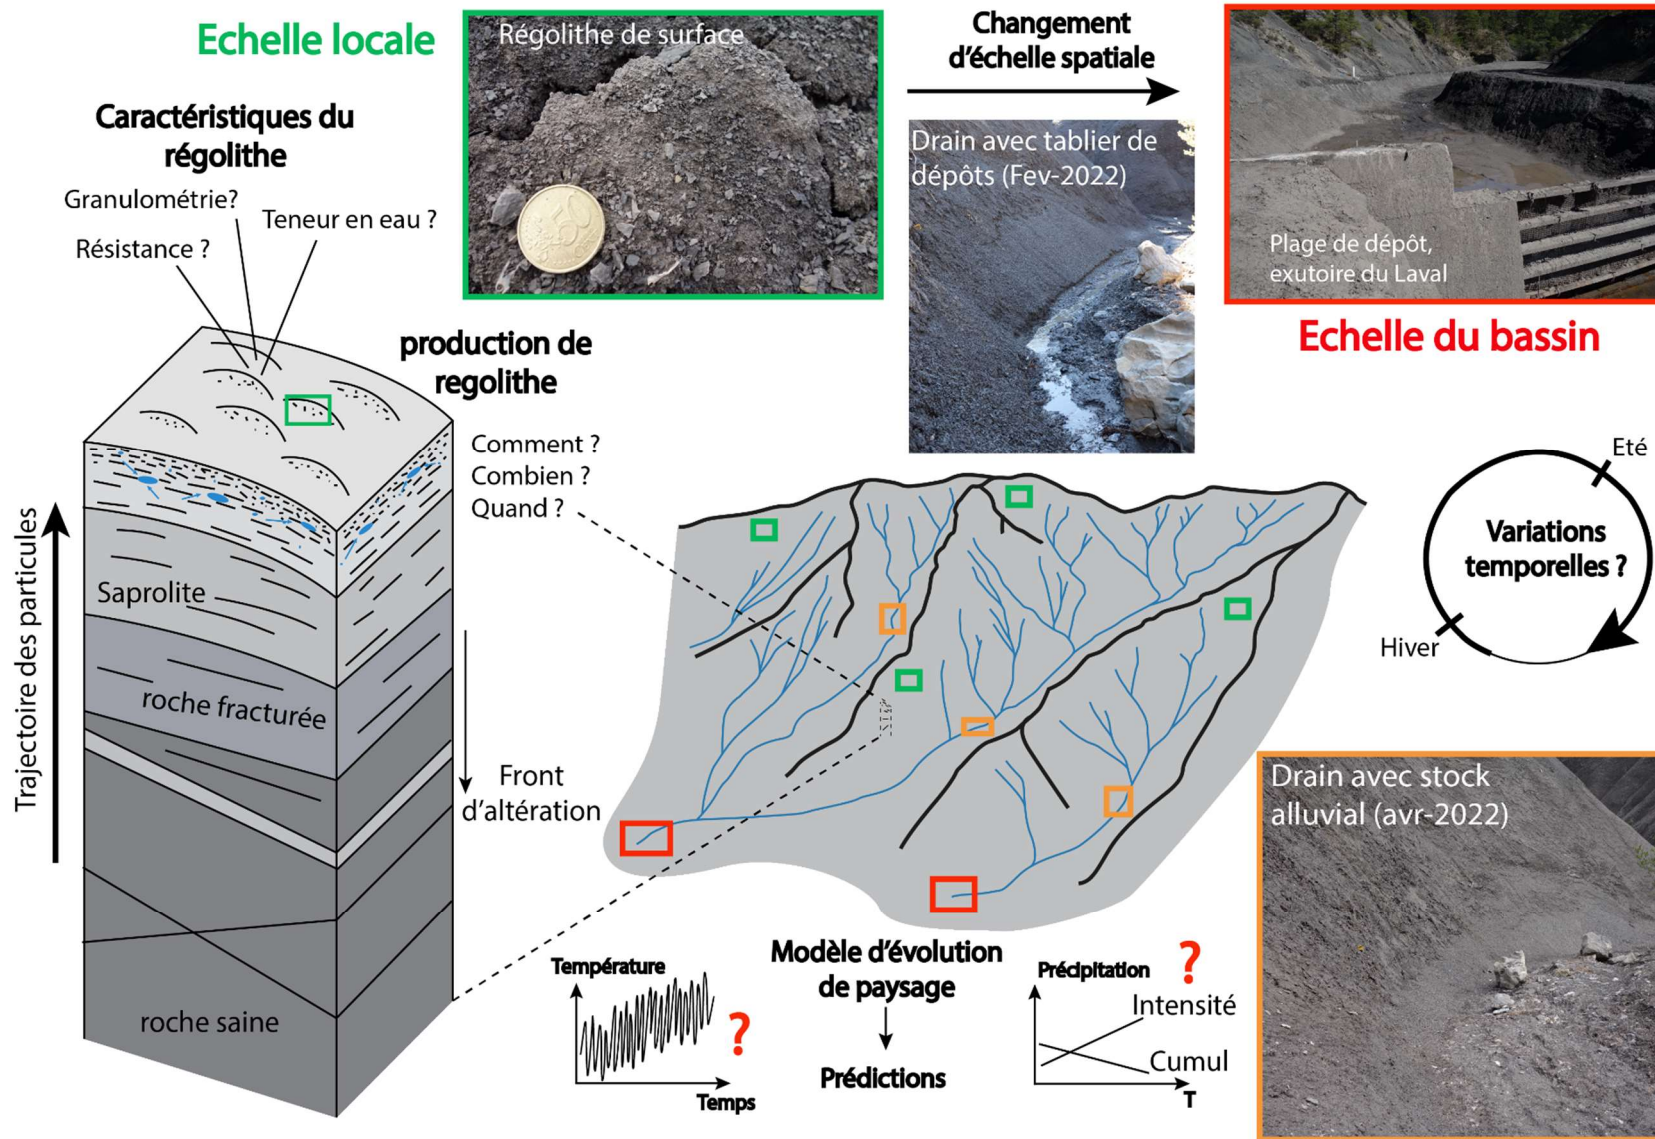 Echelle locale
Régolithe de surface
Changement
d'échelle spatiale
Drain avec tablier de
dépôts (Fev-2022)
Plage de dépôt,
exutoire du Laval
Echelle du bassin
Caractéristiques du
régolithe
Granulométrie?
Teneur en eau ?
Résistance ?
production de
regolithe
Comment ?
Combien ?
Quand ?
Trajectoire des particules
Saprolite
roche fracturée
Front
d'altération
roche saine
Eté
Variations
temporelles ?
Hiver
Drain avec stock
alluvial (avr-2022)
Température
?
Temps
Modèle d'évolution
de paysage
Prédictions
Précipitation
?
Intensité
Cumul
T